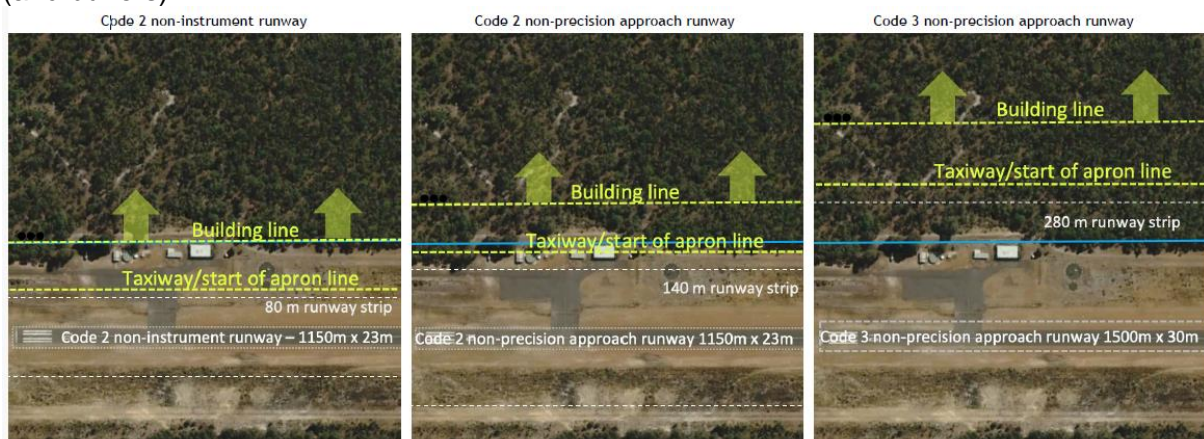 Code 2 non-instrument runway
Code 2 non-precision approach runway
Code 3 non-precision approach runway
Building line
Taxiway/start of apron line
80 m runway strip
Code 2 non-instrument runway – 1150m x 23m
Building line
Taxiway/start of apron line
140 m runway strip
Code 2 non-precision approach runway 1150m x 23m
Building line
Taxiway/start of apron line
280 m runway strip
Code 3 non-precision approach runway 1500m x 30m